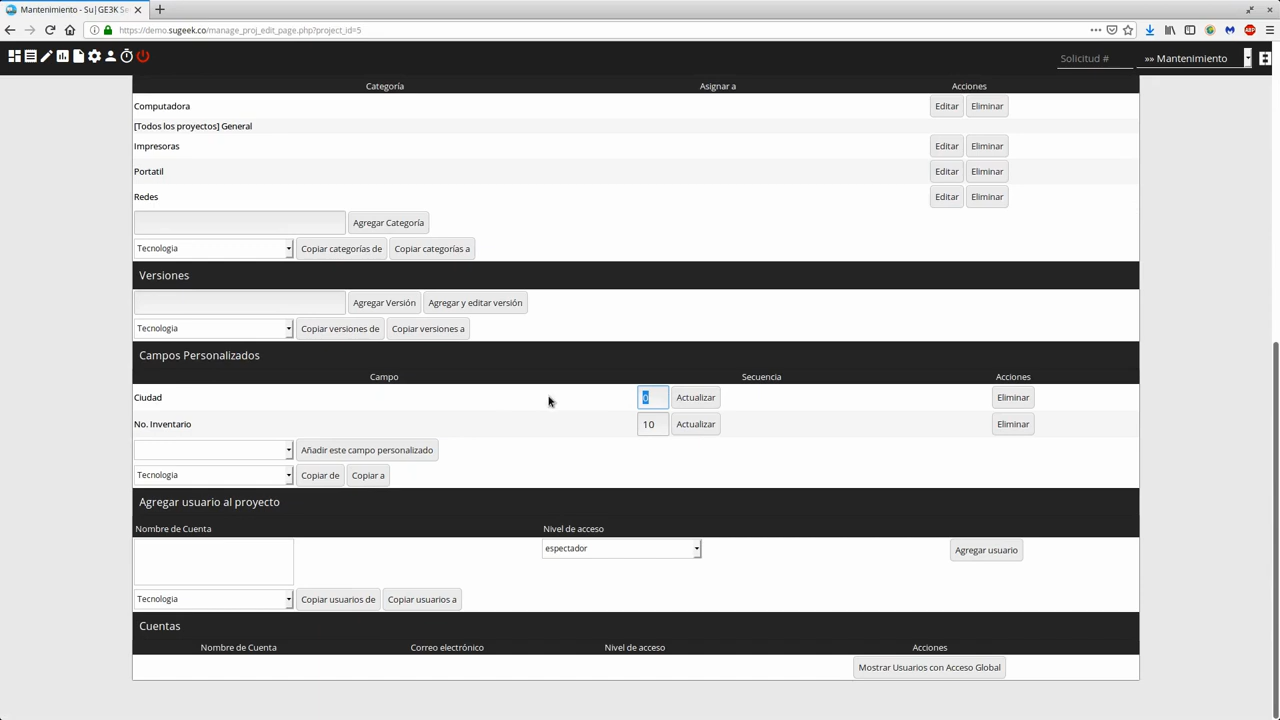 Mantenimiento - Su|GE3K Se
https://demo.sugeek.co/manage_proj_edit_page.php?project_id=5
Solicitud # »» Mantenimiento
Categoría Asignar a Acciones
Computadora Editar Eliminar
[Todos los proyectos] General
Impresoras Editar Eliminar
Portatil Editar Eliminar
Redes Editar Eliminar
Agregar Categoría
Tecnologia Copiar categorías de Copiar categorías a
Versiones
Agregar Versión Agregar y editar versión
Tecnologia Copiar versiones de Copiar versiones a
Campos Personalizados
Campo Secuencia Acciones
Ciudad 0 Actualizar Eliminar
No. Inventario 10 Actualizar Eliminar
Añadir este campo personalizado
Tecnologia Copiar de Copiar a
Agregar usuario al proyecto
Nombre de Cuenta Nivel de acceso
espectador Agregar usuario
Tecnologia Copiar usuarios de Copiar usuarios a
Cuentas
Nombre de Cuenta Correo electrónico Nivel de acceso Acciones
Mostrar Usuarios con Acceso Global